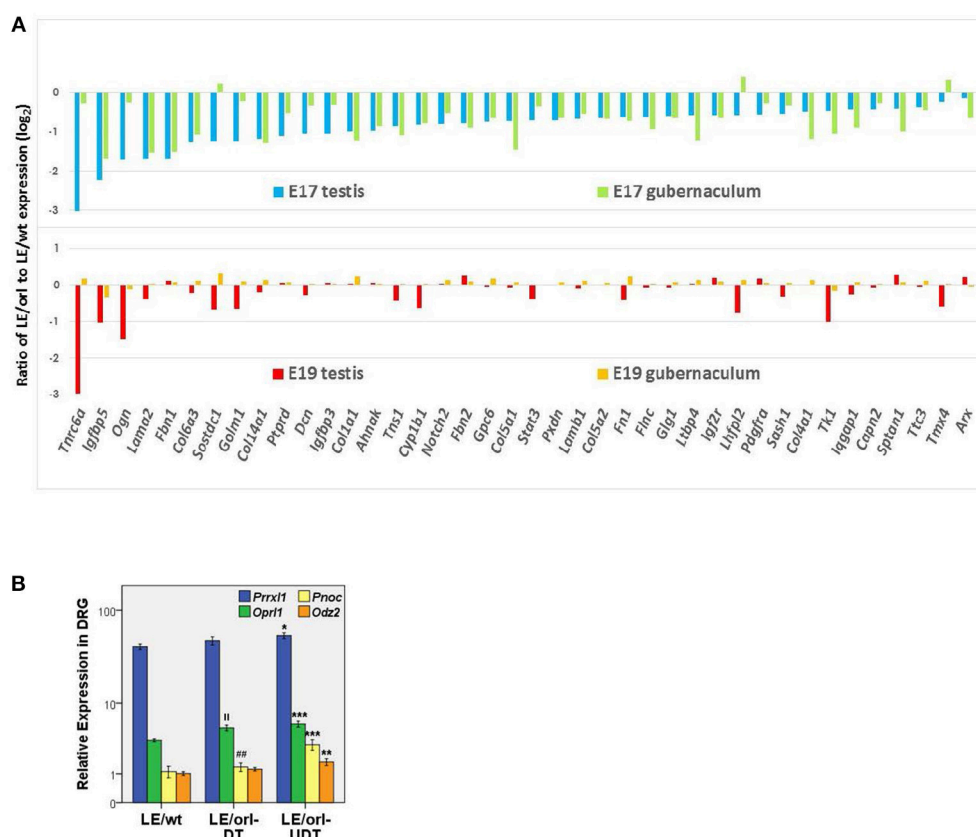 A
Ratio of LE/orl to LE/wt expression (log2)
0
-1
-2
-3
E17 testis
E17 gubernaculum
1
0
-1
-2
-3
E19 testis
E19 gubernaculum
Tnrc6a
Igfbp5
Ogn
Lama2
Fbn1
Col6a3
Sostdc1
Golm1
Col14a1
Ptprd
Dcn
Igfbp3
Col1a1
Ahnak
Tns1
Cyp1b1
Notch2
Fbn2
Gpc6
Col5a1
Stat3
Pxdn
Lamb1
Col5a2
Fn1
Flnc
Glg1
Ltbp4
Igf2r
Lhfpl2
Pdgfra
Sash1
Col4a1
Tk1
Iqgap1
Capn2
Sptan1
Ttc3
Tmx4
Arx
B
Relative Expression in DRG
Prrxl1
Pnoc
Oprl1
Odz2
100
10
1
0
II
##
*
***
***
**
LE/wt
LE/orl-
DT
LE/orl-
UDT